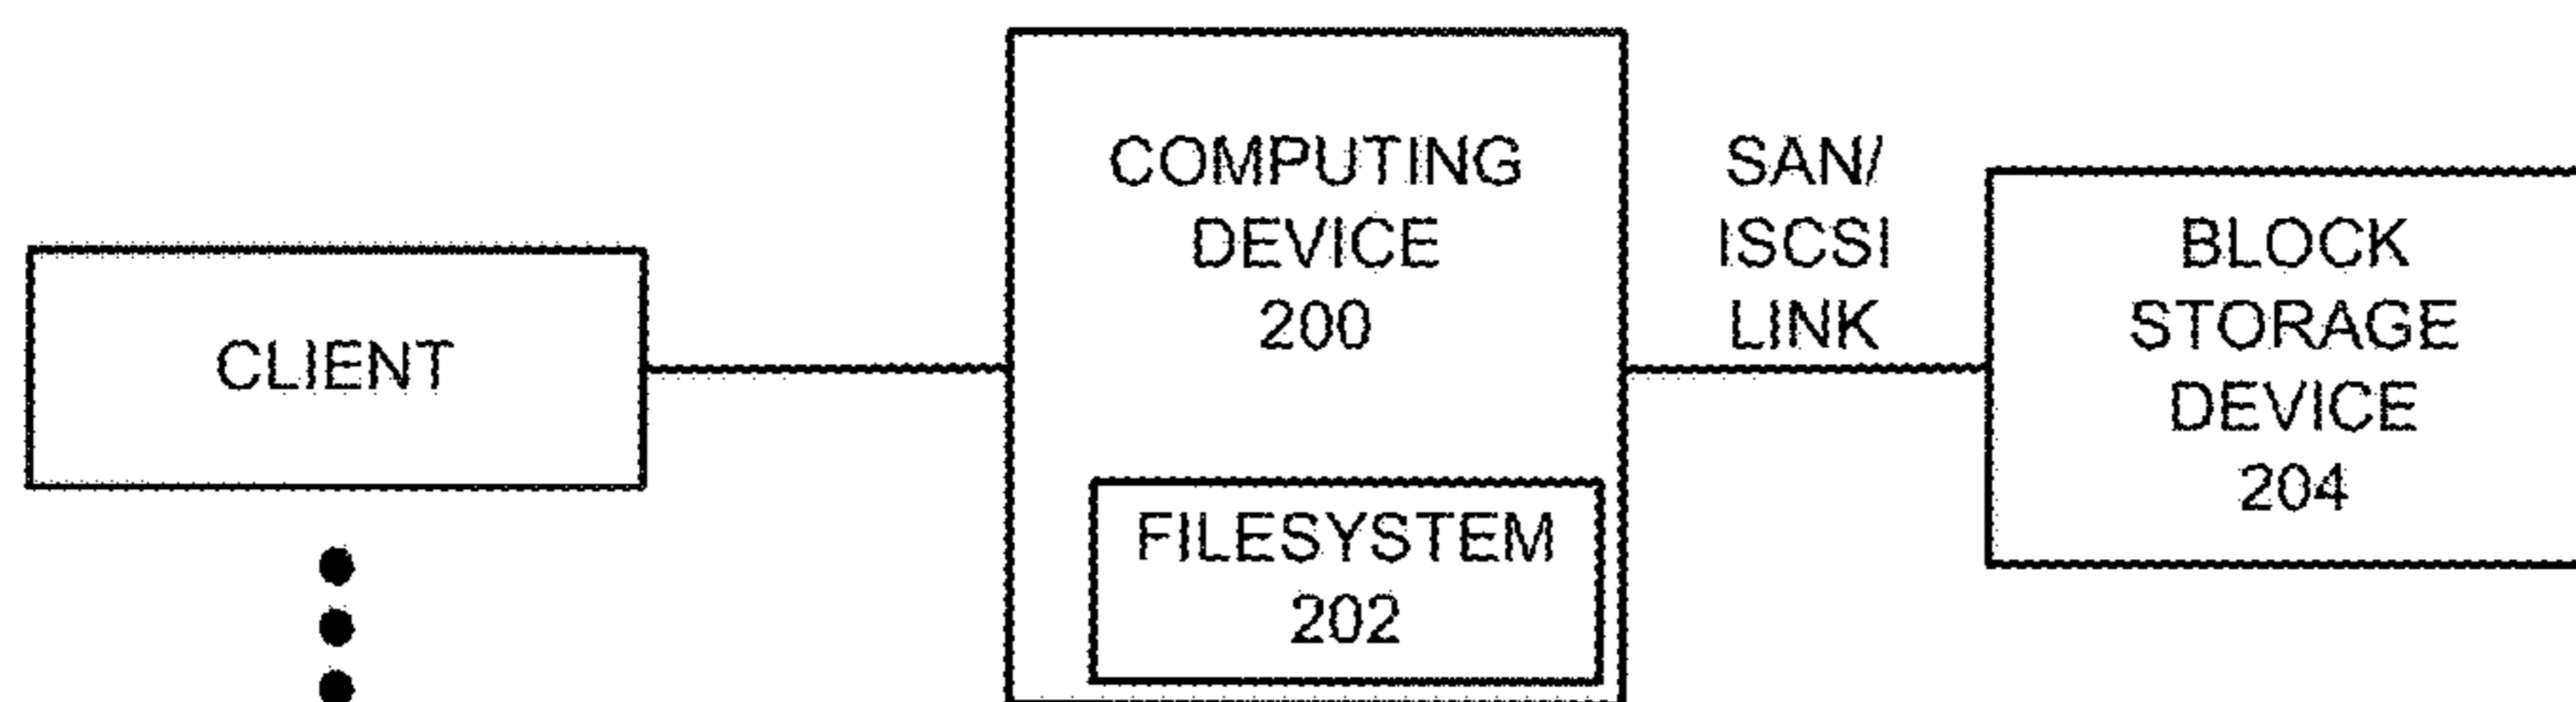 CLIENT
COMPUTING
DEVICE
200
FILESYSTEM
202
SAN/
ISCSI
LINK
BLOCK
STORAGE
DEVICE
204